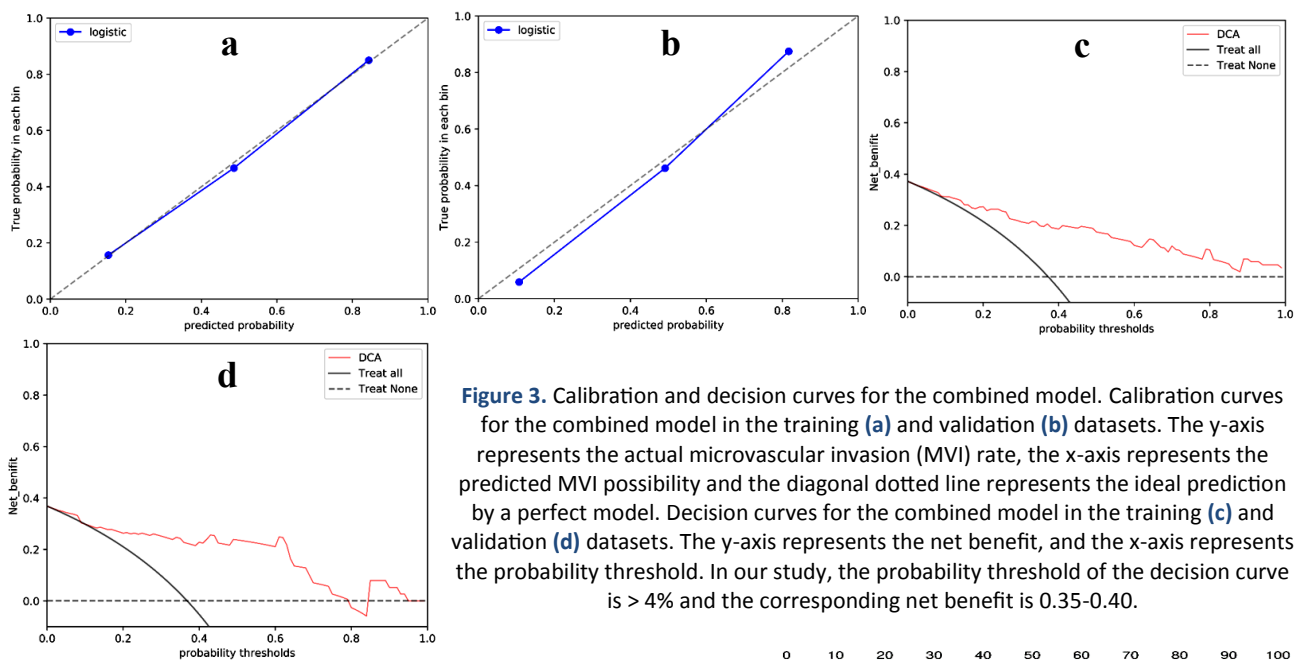 1.0
0.8
0.6
0.4
0.2
0.0
True probability in each bin
logistic
a
0.0 0.2 0.4 0.6 0.8 1.0
predicted probability
1.0
0.8
0.6
0.4
0.2
0.0
True probability in each bin
logistic
b
0.0 0.2 0.4 0.6 0.8 1.0
predicted probability
1.0
0.8
0.6
0.4
0.2
0.0
Net_benifit
c
DCA
Treat all
Treat None
0.0 0.2 0.4 0.6 0.8 1.0
probability thresholds
1.0
0.8
0.6
0.4
0.2
0.0
Net_benifit
d
DCA
Treat all
Treat None
0.0 0.2 0.4 0.6 0.8 1.0
probability thresholds
Figure 3. Calibration and decision curves for the combined model. Calibration curves
for the combined model in the training (a) and validation (b) datasets. The y-axis
represents the actual microvascular invasion (MVI) rate, the x-axis represents the
predicted MVI possibility and the diagonal dotted line represents the ideal prediction
by a perfect model. Decision curves for the combined model in the training (c) and
validation (d) datasets. The y-axis represents the net benefit, and the x-axis represents
the probability threshold. In our study, the probability threshold of the decision curve
is > 4% and the corresponding net benefit is 0.35-0.40.
0 10 20 30 40 50 60 70 80 90 100